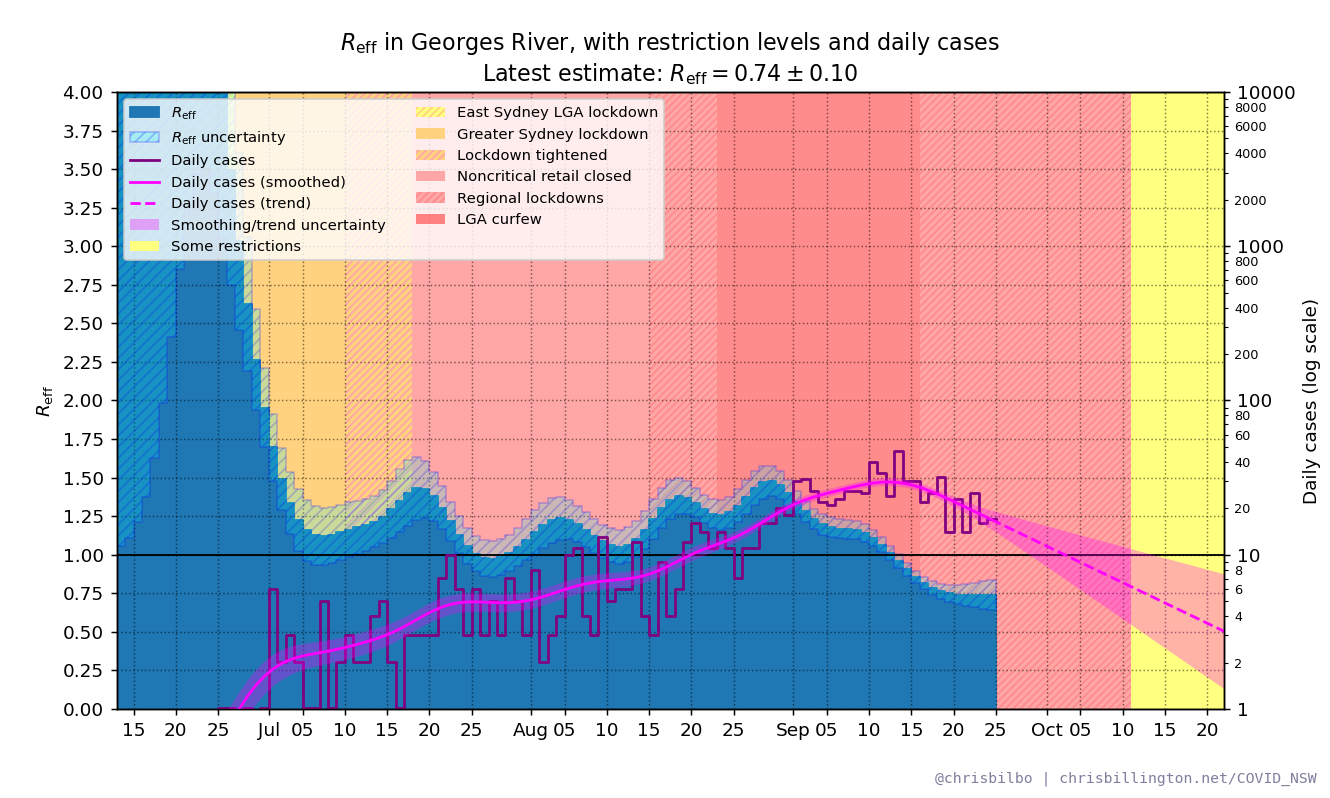 R_eff in Georges River, with restriction levels and daily cases
Latest estimate: R_eff = 0.74 ± 0.10
R_eff
R_eff uncertainty
Daily cases
Daily cases (smoothed)
Daily cases (trend)
Smoothing/trend uncertainty
Some restrictions
East Sydney LGA lockdown
Greater Sydney lockdown
Lockdown tightened
Noncritical retail closed
Regional lockdowns
LGA curfew
R_eff
4.00
3.75
3.50
3.25
3.00
2.75
2.50
2.25
2.00
1.75
1.50
1.25
1.00
0.75
0.50
0.25
0.00
15 20 25 Jul 05 10 15 20 25 Aug 05 10 15 20 25 Sep 05 10 15 20 25 Oct 05 10 15 20
10000
8000
6000
4000
2000
1000
800
600
400
200
100
80
60
40
20
10
8
6
4
2
1
Daily cases (log scale)
@chrisbilbo | chrisbillington.net/COVID_NSW